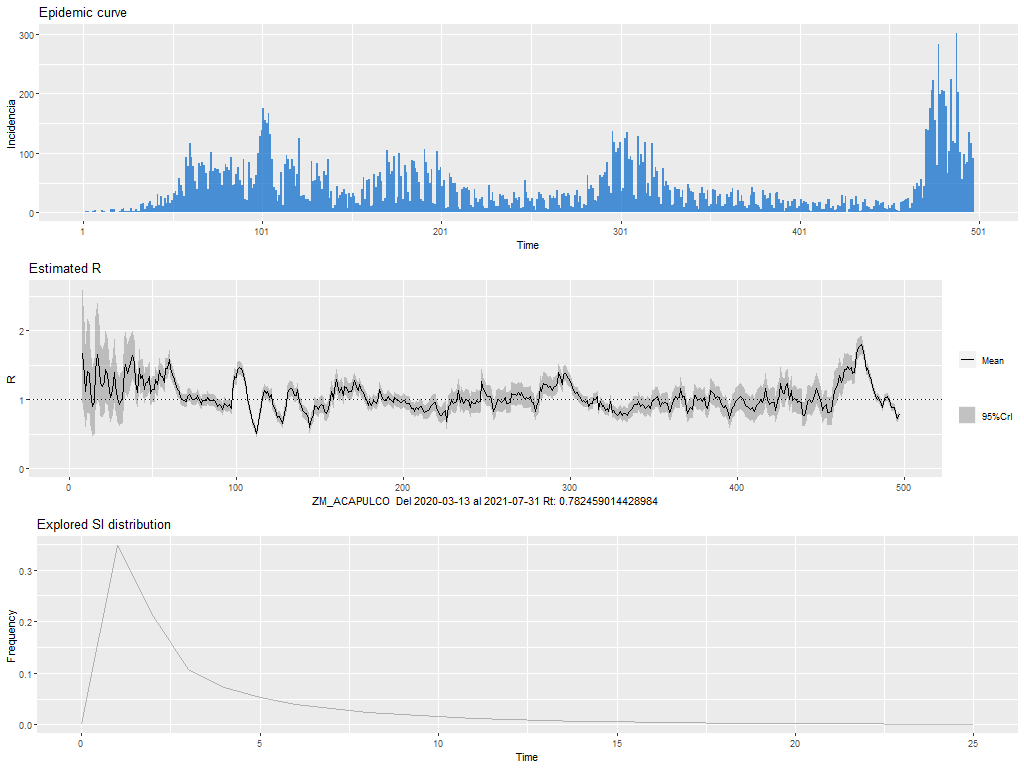 Epidemic curve
Incidencia
300
200
100
0
1
101
201
301
401
501
Time
Estimated R
R
2
1
0
Mean
95%CrI
0
100
200
300
400
500
ZM_ACAPULCO Del 2020-03-13 al 2021-07-31 Rt: 0.782459014428984
Explored SI distribution
Frequency
0.3
0.2
0.1
0.0
0
5
10
15
20
25
Time